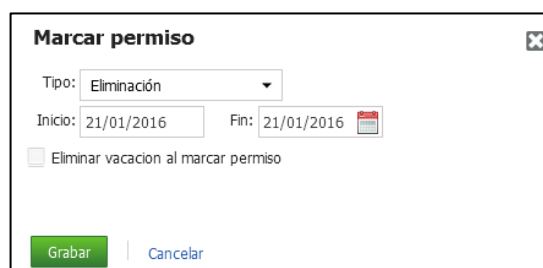 Marcar permiso
Tipo: Eliminación
Inicio: 21/01/2016 Fin: 21/01/2016
Eliminar vacacion al marcar permiso
Grabar Cancelar